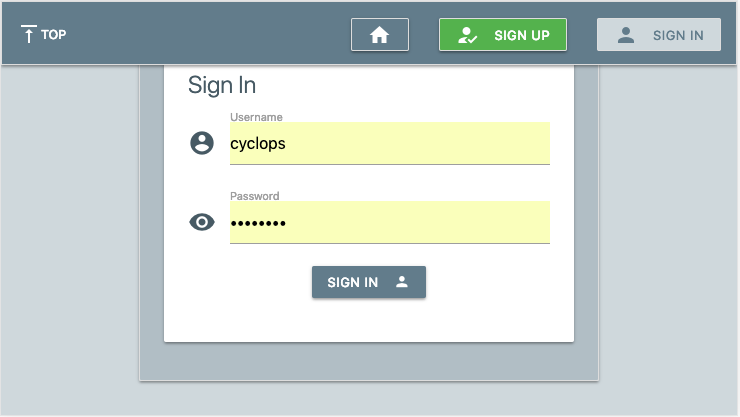 TOP
SIGN UP
SIGN IN
Sign In
Username
cyclops
Password
••••••••
SIGN IN